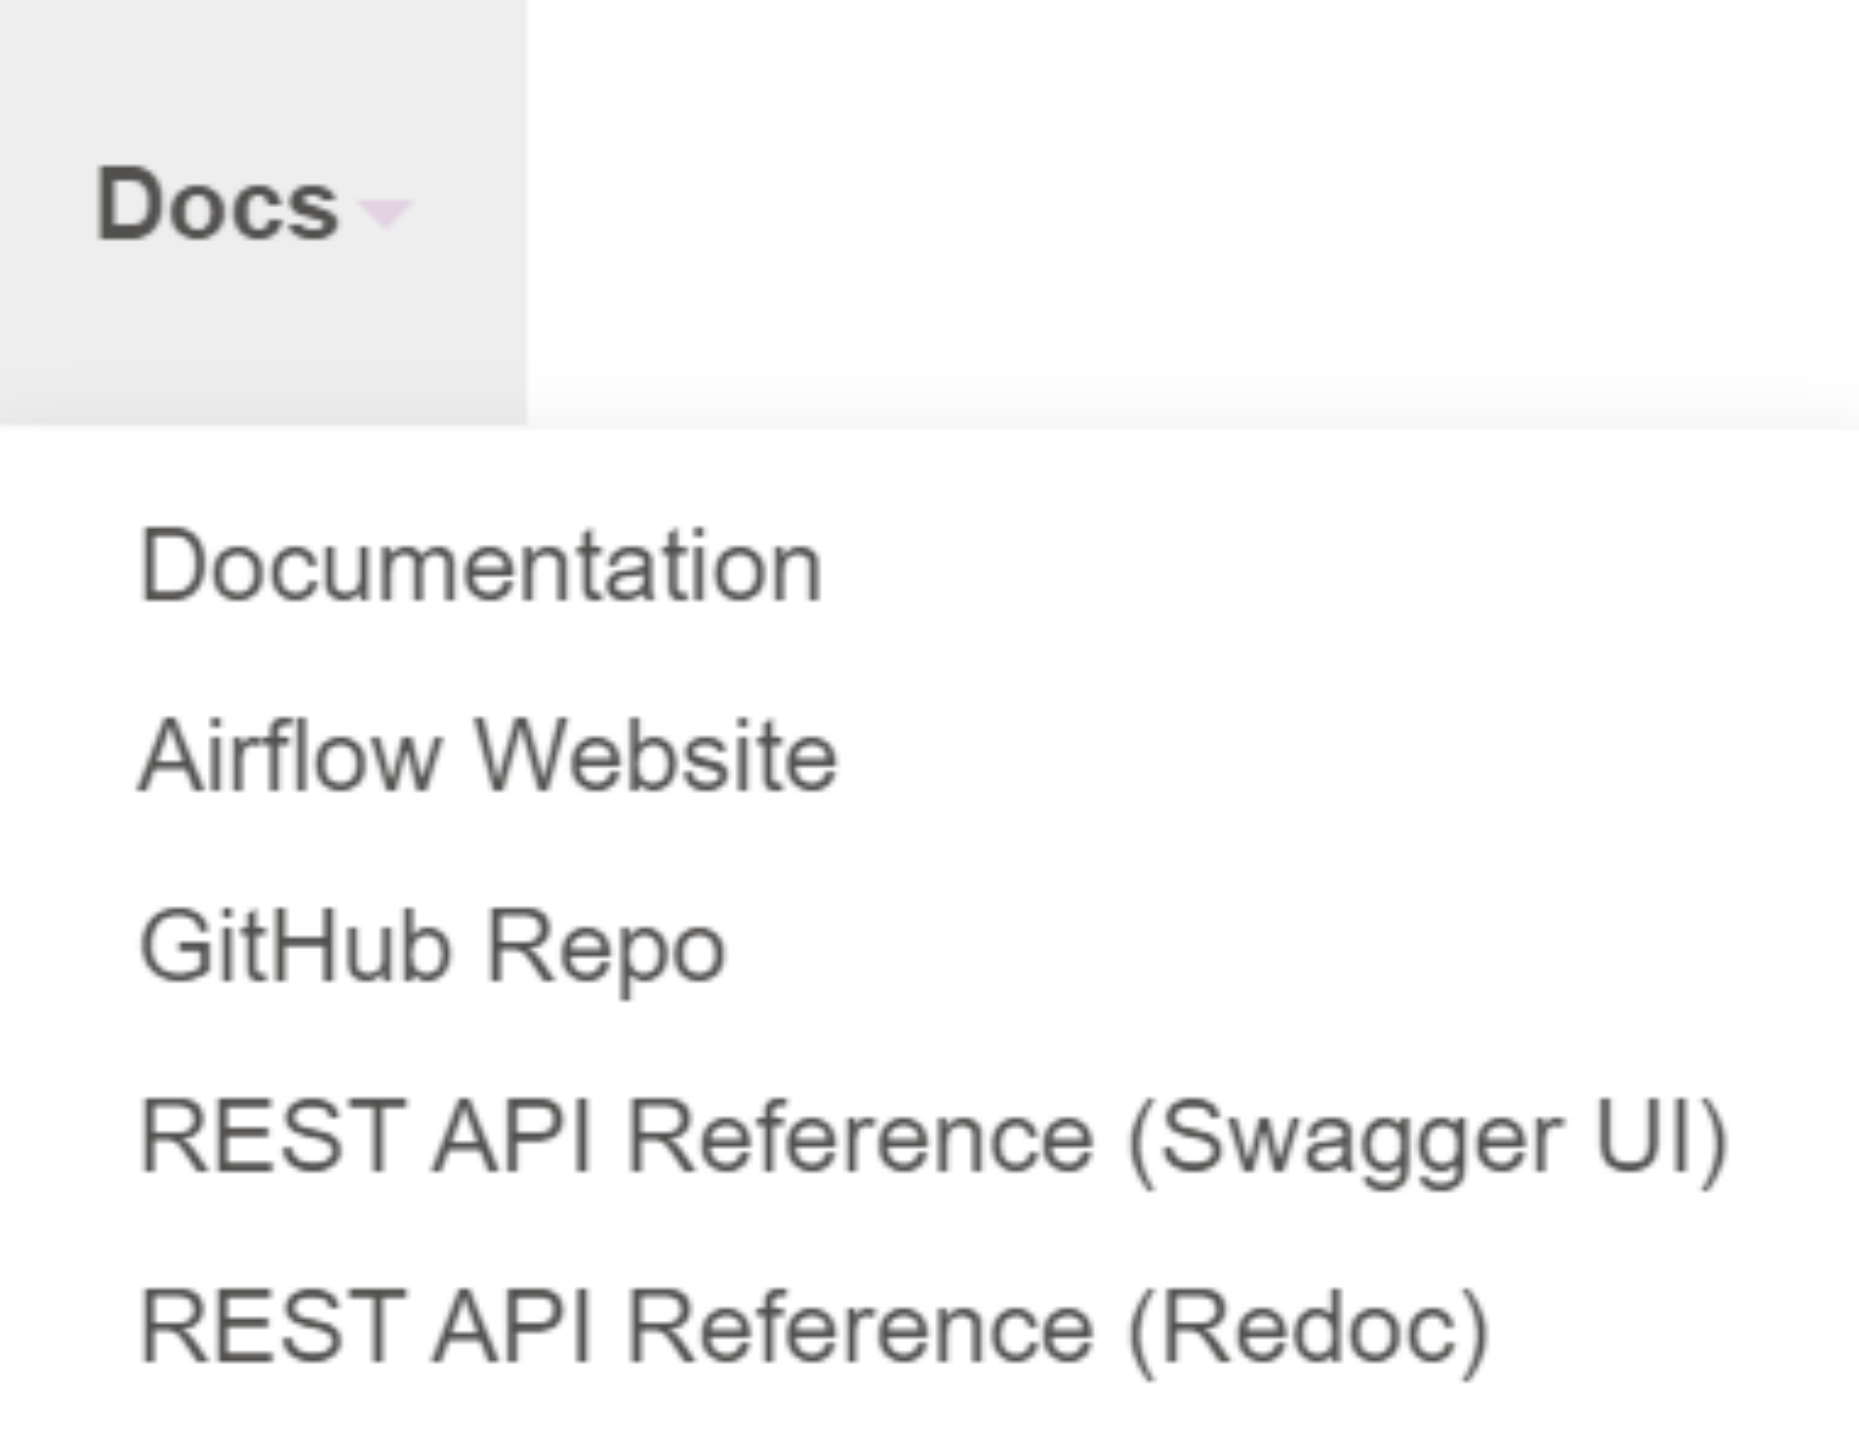 Docs
Documentation
Airflow Website
GitHub Repo
REST API Reference (Swagger UI)
REST API Reference (Redoc)